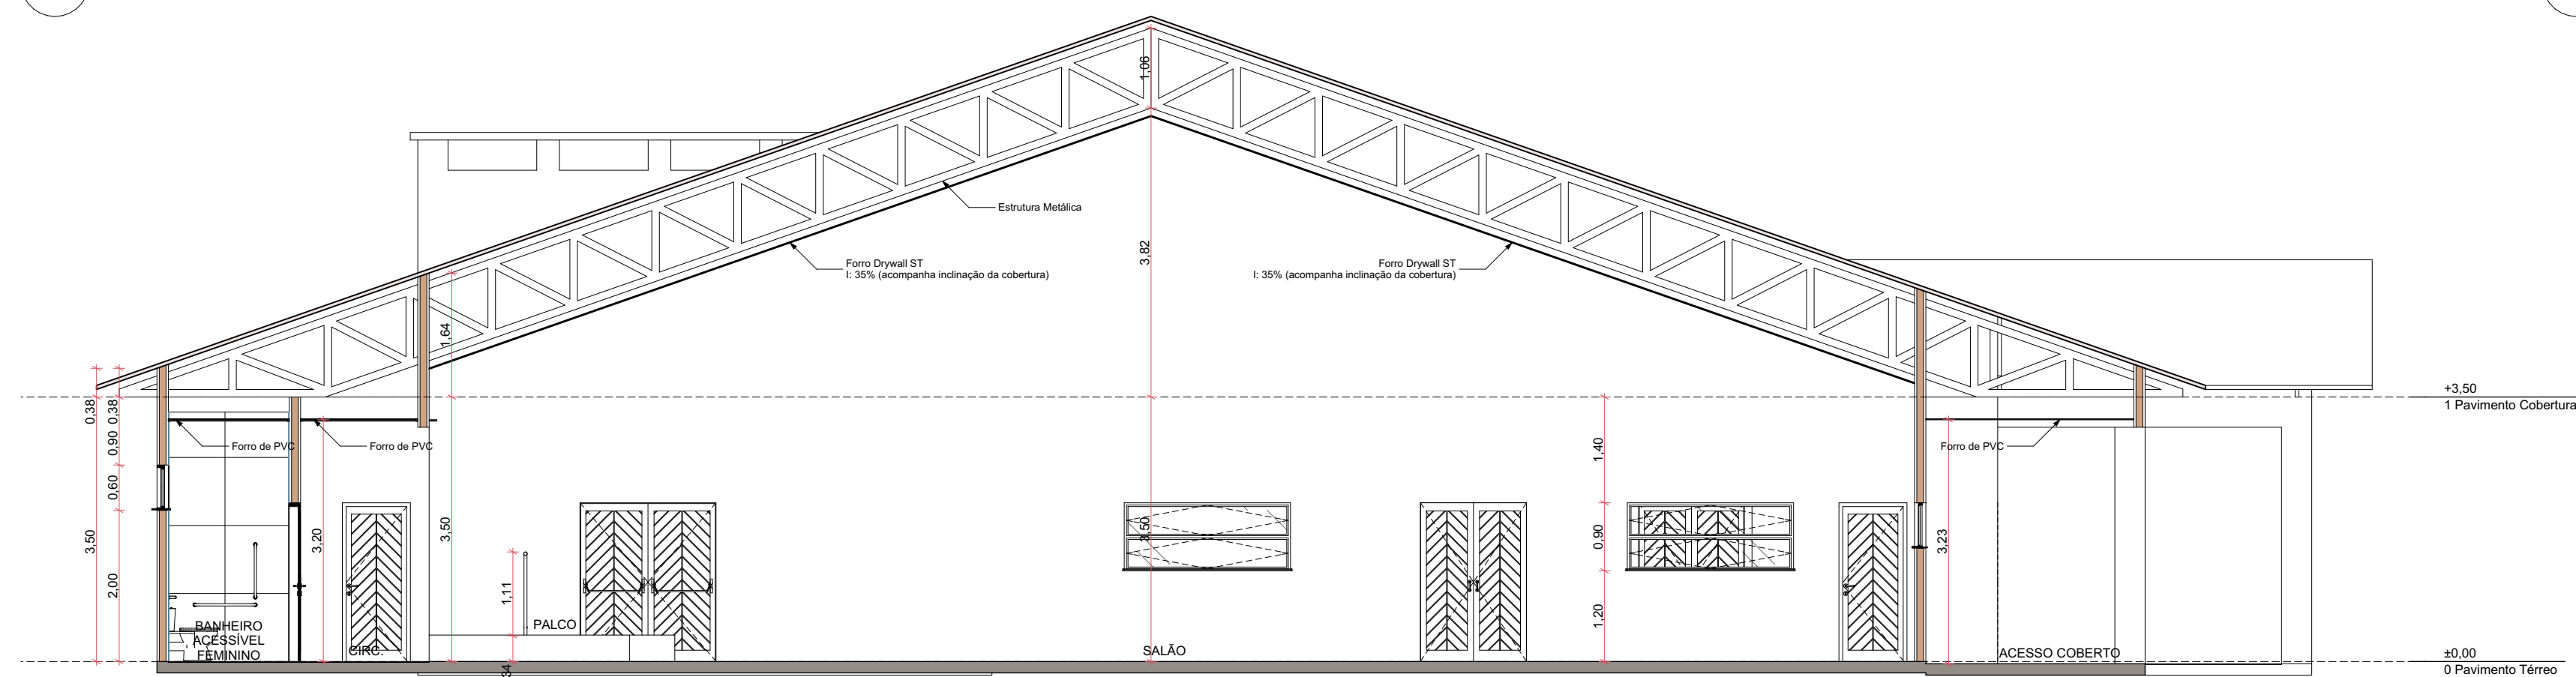 1,06
Estrutura Metálica
3,82
Forro Drywall ST
I: 35% (acompanha inclinação da cobertura)
Forro Drywall ST
I: 35% (acompanha inclinação da cobertura)
1,64
0,38
0,38
+3,50
1 Pavimento Cobertura
0,90
Forro de PVC
Forro de PVC
1,40
Forro de PVC
0,60
3,50
3,20
3,50
3,50
0,90
3,23
2,00
1,11
1,20
PALCO
BANHEIRO
ACESSÍVEL
FEMININO
CIRC.
SALÃO
ACESSO COBERTO
±0,00
0 Pavimento Térreo
34